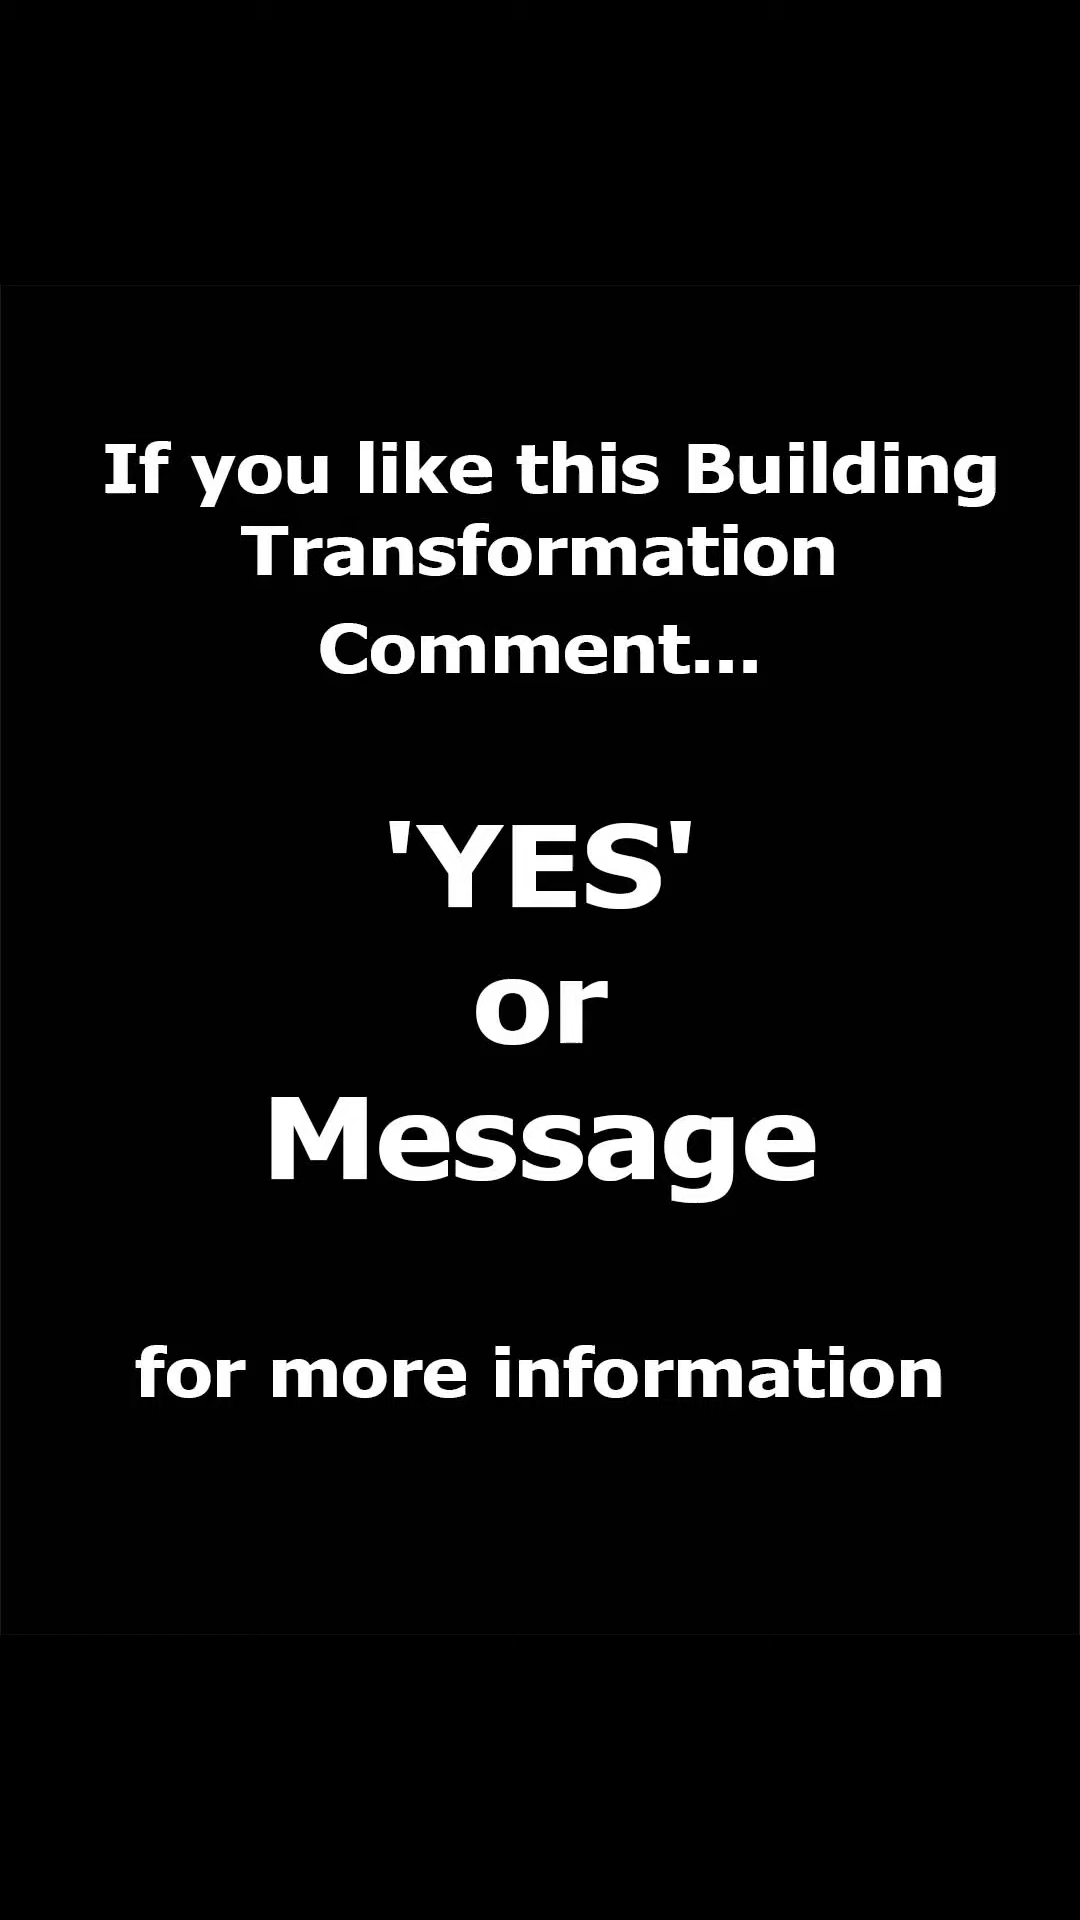 If you like this Building
Transformation
Comment...
'YES'
or
Message
for more information